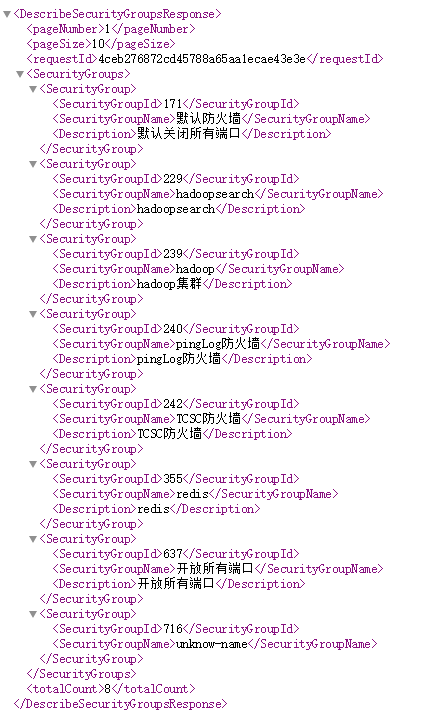 <DescribeSecurityGroupsResponse>
<pageNumber>1</pageNumber>
<pageSize>10</pageSize>
<requestId>4ceb276872cd45788a65aa1ecae43e3e</requestId>
<SecurityGroups>
<SecurityGroup>
<SecurityGroupId>171</SecurityGroupId>
<SecurityGroupName>默认防火墙</SecurityGroupName>
<Description>默认关闭所有端口</Description>
</SecurityGroup>
<SecurityGroup>
<SecurityGroupId>229</SecurityGroupId>
<SecurityGroupName>hadoopsearch</SecurityGroupName>
<Description>hadoopsearch</Description>
</SecurityGroup>
<SecurityGroup>
<SecurityGroupId>239</SecurityGroupId>
<SecurityGroupName>hadoop</SecurityGroupName>
<Description>hadoop集群</Description>
</SecurityGroup>
<SecurityGroup>
<SecurityGroupId>240</SecurityGroupId>
<SecurityGroupName>pingLog防火墙</SecurityGroupName>
<Description>pingLog防火墙</Description>
</SecurityGroup>
<SecurityGroup>
<SecurityGroupId>242</SecurityGroupId>
<SecurityGroupName>TCSC防火墙</SecurityGroupName>
<Description>TCSC防火墙</Description>
</SecurityGroup>
<SecurityGroup>
<SecurityGroupId>355</SecurityGroupId>
<SecurityGroupName>redis</SecurityGroupName>
<Description>redis</Description>
</SecurityGroup>
<SecurityGroup>
<SecurityGroupId>637</SecurityGroupId>
<SecurityGroupName>开放所有端口</SecurityGroupName>
<Description>开放所有端口</Description>
</SecurityGroup>
<SecurityGroup>
<SecurityGroupId>716</SecurityGroupId>
<SecurityGroupName>unknow-name</SecurityGroupName>
</SecurityGroup>
</SecurityGroups>
<totalCount>8</totalCount>
</DescribeSecurityGroupsResponse>